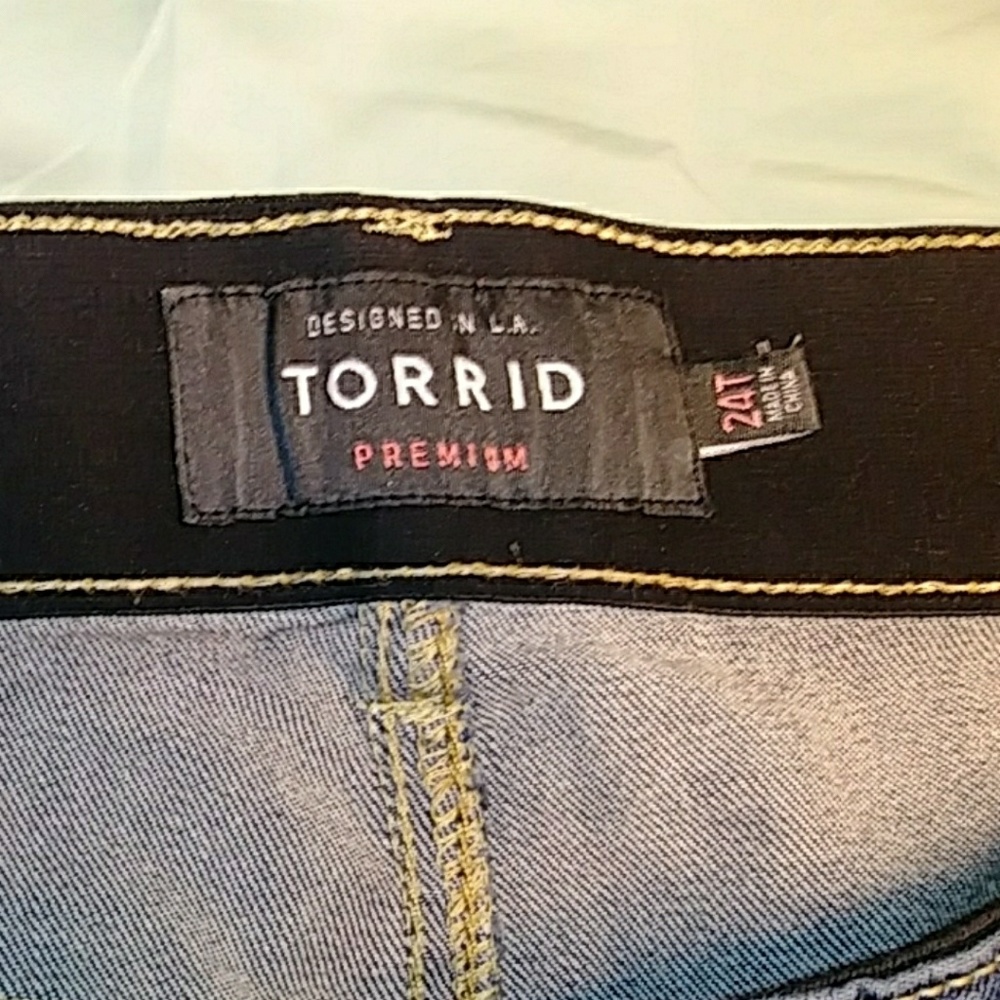 DESIGNED IN L.A.
TORRID
PREMIUM
24T
MADE IN
CHINA